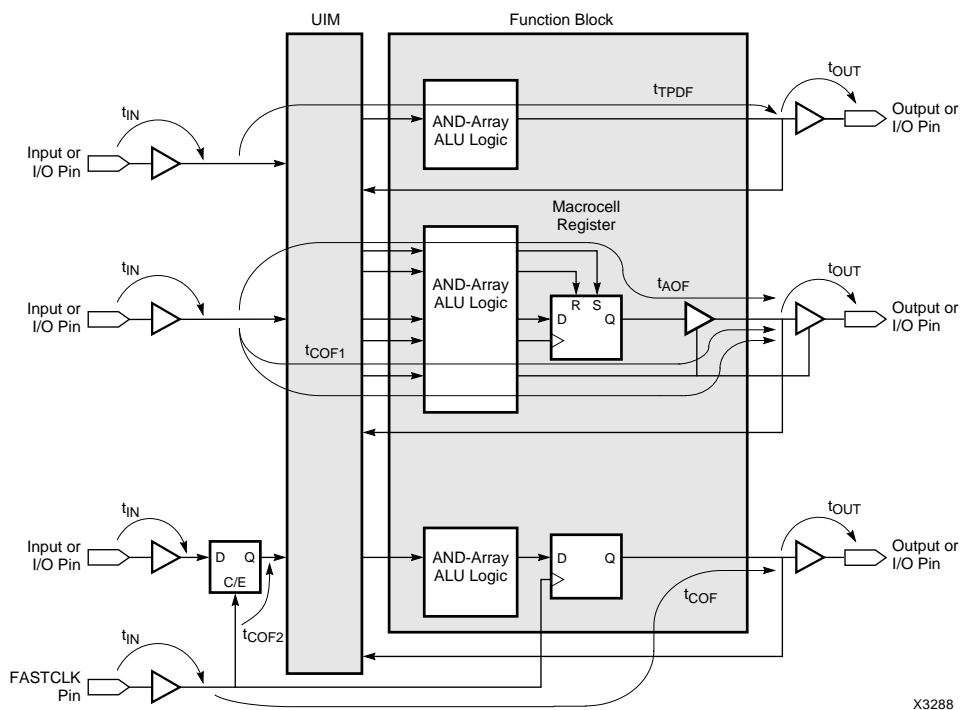 UIM
Function Block
tIN
tTPDF
tOUT
Input or
I/O Pin
AND-Array
ALU Logic
Output or
I/O Pin
Macrocell
Register
tIN
tAOF
tOUT
Input or
I/O Pin
AND-Array
ALU Logic
R S
D Q
Output or
I/O Pin
tCOF1
tIN
tOUT
Input or
I/O Pin
D Q
C/E
AND-Array
ALU Logic
D Q
Output or
I/O Pin
tCOF2
tCOF
tIN
FASTCLK
Pin
X3288